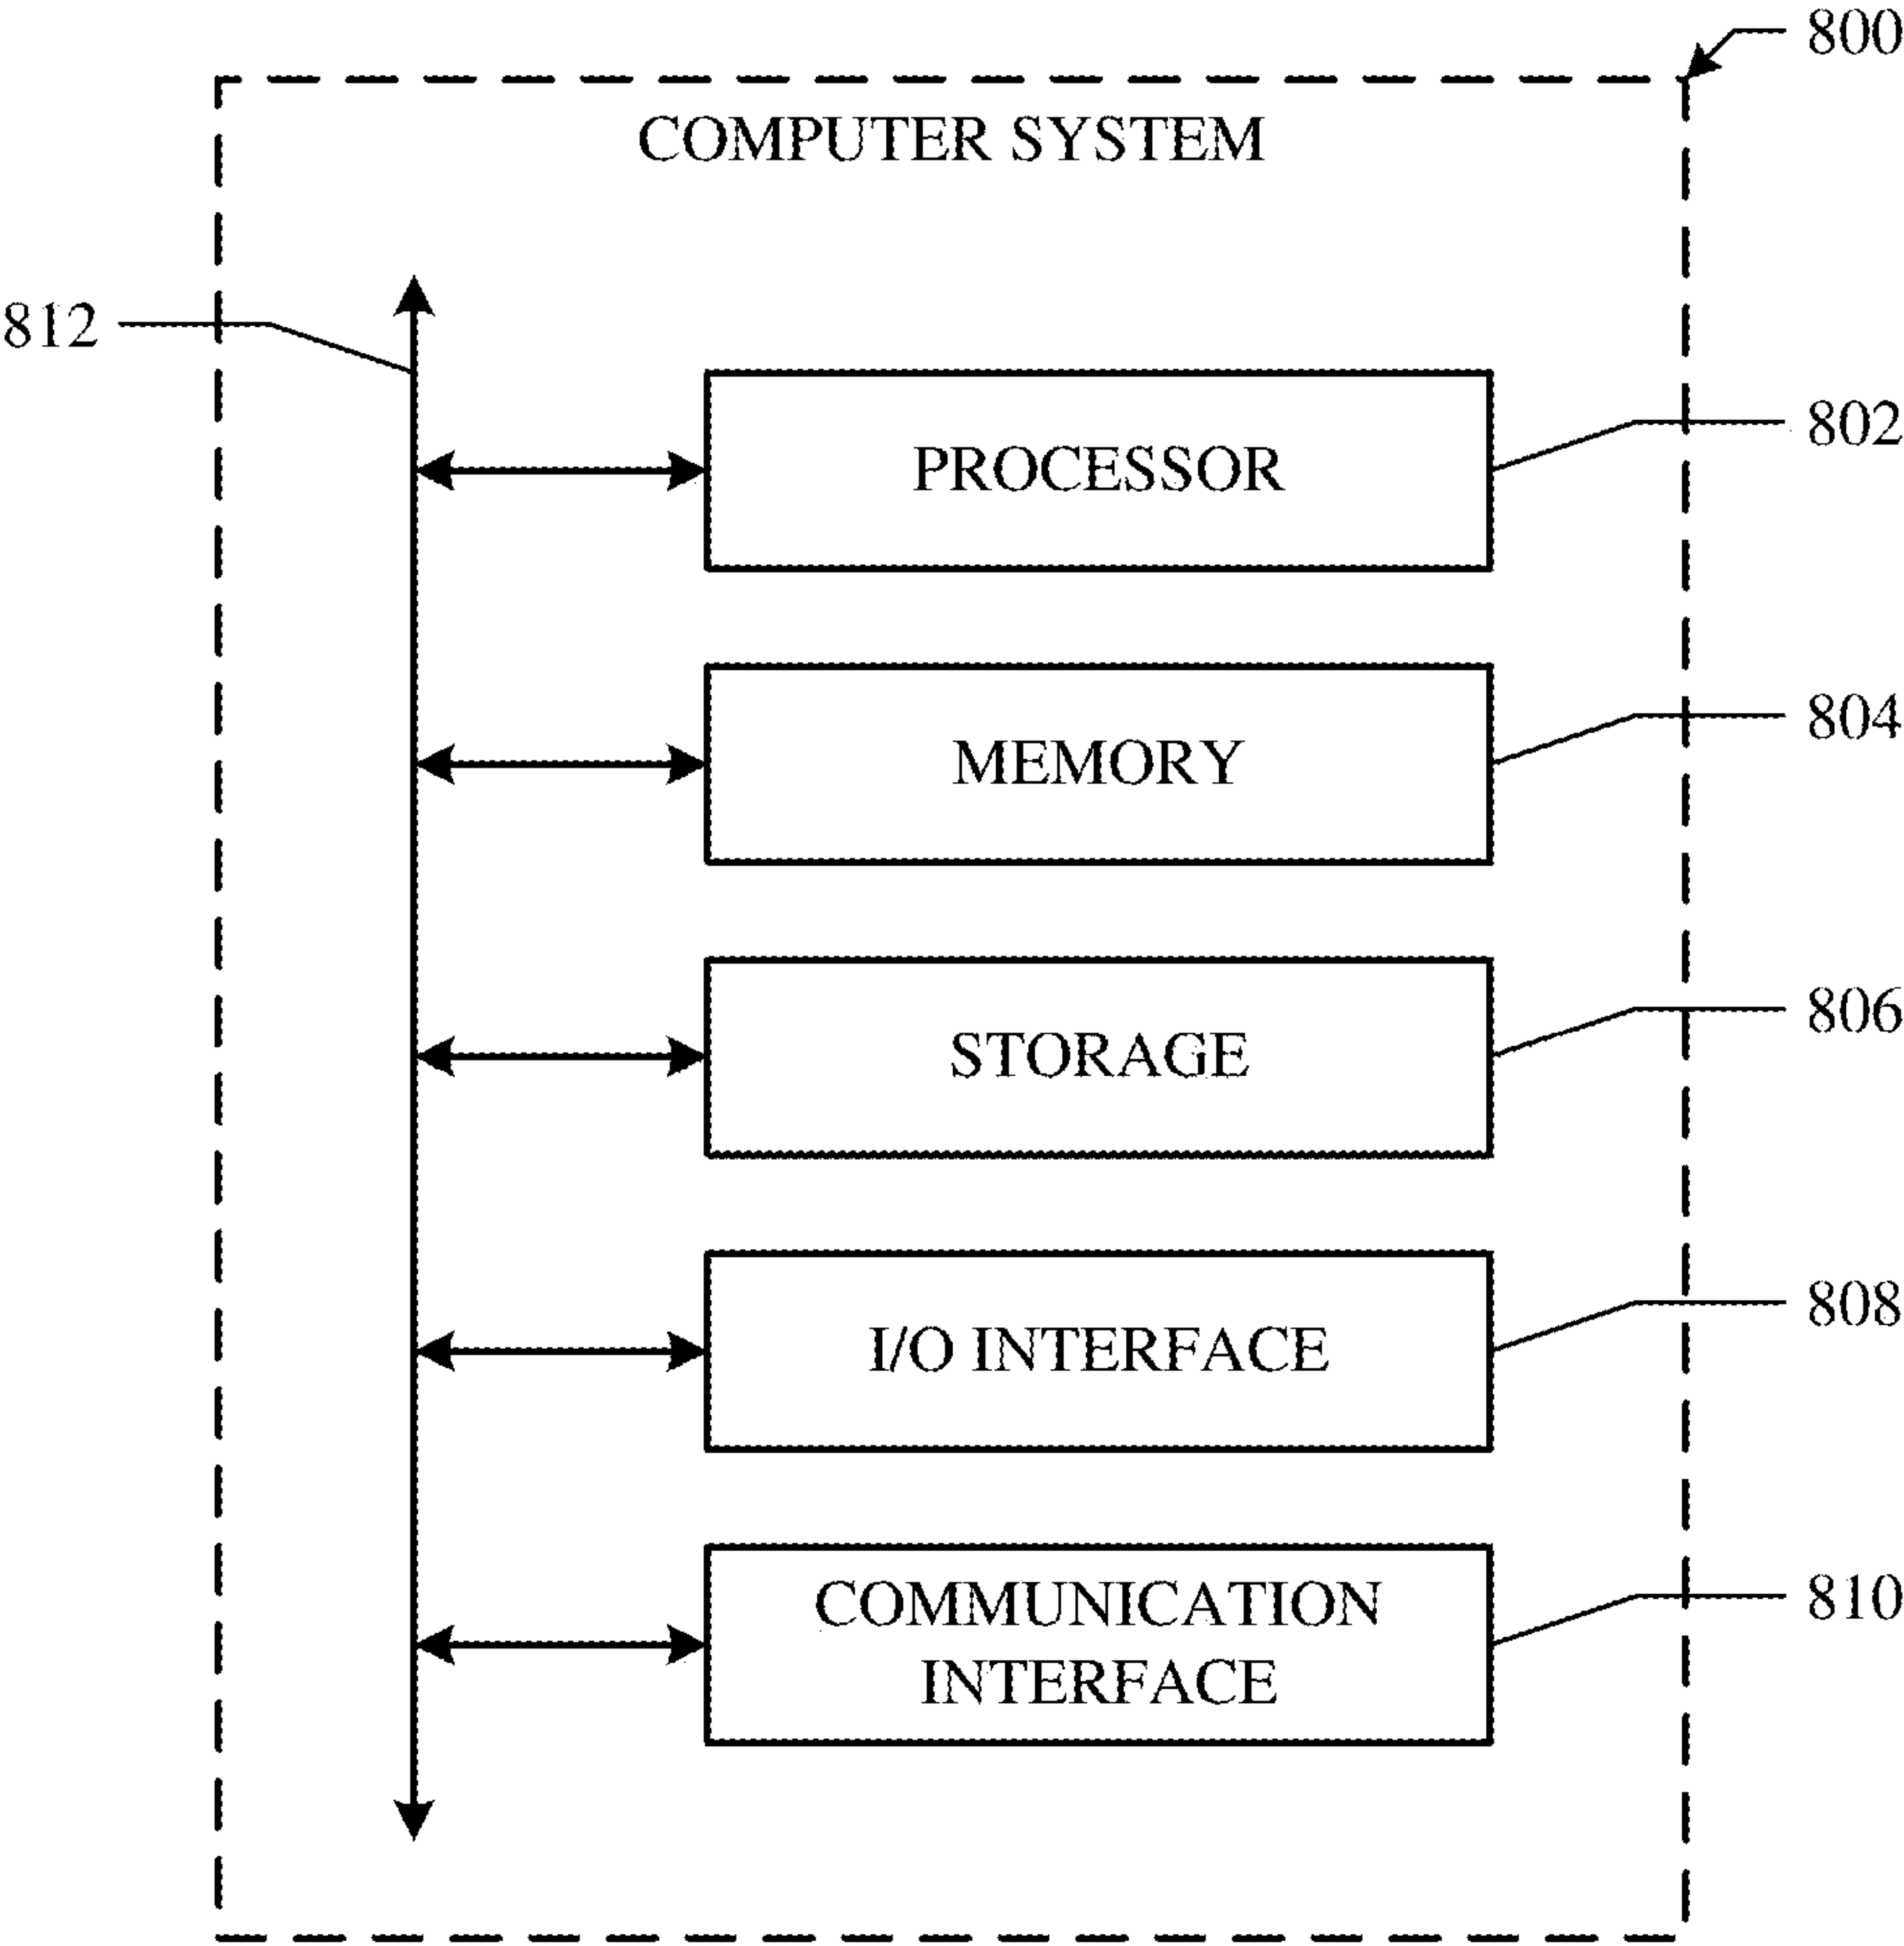 800
COMPUTER SYSTEM
812
802
PROCESSOR
804
MEMORY
806
STORAGE
808
I/O INTERFACE
810
COMMUNICATION
INTERFACE